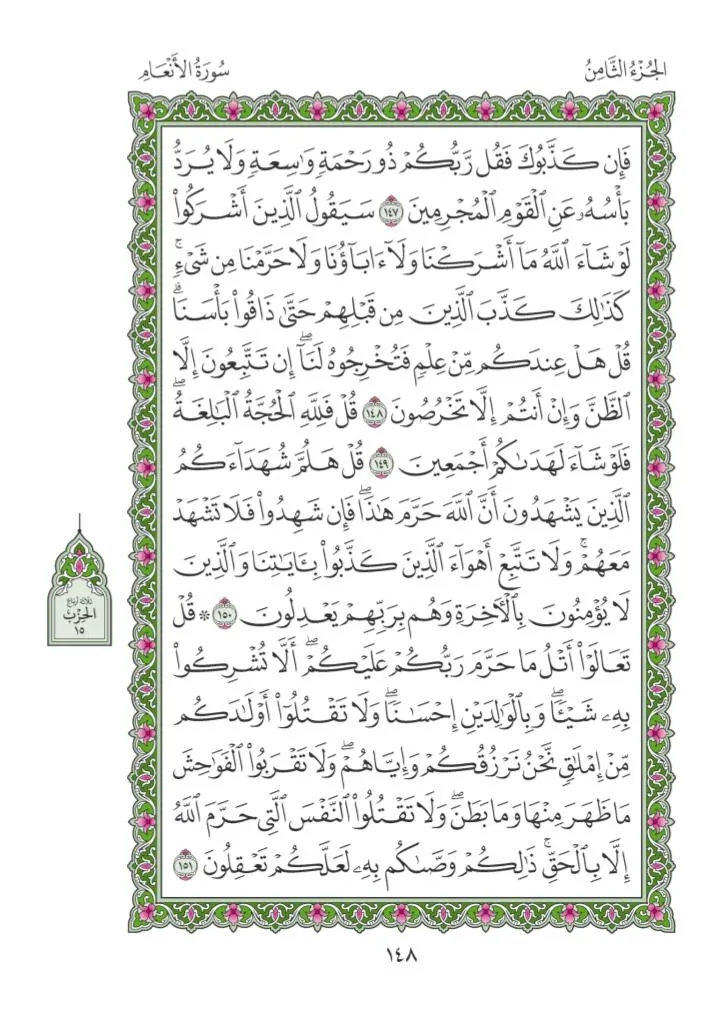 الجُزْءُ الثَّامِنُ
سُورَةُ الأَنْعَامِ
فَإِن كَذَّبُوكَ فَقُل رَّبُّكُمْ ذُو رَحْمَةٍ وَٰسِعَةٍ وَلَا يُرَدُّ
بَأْسُهُۥ عَنِ ٱلْقَوْمِ ٱلْمُجْرِمِينَ ١٤٧ سَيَقُولُ ٱلَّذِينَ أَشْرَكُوا۟
لَوْ شَآءَ ٱللَّهُ مَآ أَشْرَكْنَا وَلَآ ءَابَآؤُنَا وَلَا حَرَّمْنَا مِن شَىْءٍۚ
كَذَٰلِكَ كَذَّبَ ٱلَّذِينَ مِن قَبْلِهِمْ حَتَّىٰ ذَاقُوا۟ بَأْسَنَاۗ
قُلْ هَلْ عِندَكُم مِّنْ عِلْمٍ فَتُخْرِجُوهُ لَنَآۖ إِن تَتَّبِعُونَ إِلَّا
ٱلظَّنَّ وَإِنْ أَنتُمْ إِلَّا تَخْرُصُونَ ١٤٨ قُلْ فَلِلَّهِ ٱلْحُجَّةُ ٱلْبَٰلِغَةُۖ
فَلَوْ شَآءَ لَهَدَىٰكُمْ أَجْمَعِينَ ١٤٩ قُلْ هَلُمَّ شُهَدَآءَكُمُ
ٱلَّذِينَ يَشْهَدُونَ أَنَّ ٱللَّهَ حَرَّمَ هَٰذَاۖ فَإِن شَهِدُوا۟ فَلَا تَشْهَدْ
مَعَهُمْۚ وَلَا تَتَّبِعْ أَهْوَآءَ ٱلَّذِينَ كَذَّبُوا۟ بِـَٔايَٰتِنَا وَٱلَّذِينَ
لَا يُؤْمِنُونَ بِٱلْـَٔاخِرَةِ وَهُم بِرَبِّهِمْ يَعْدِلُونَ ١٥٠ * قُلْ
تَعَالَوْا۟ أَتْلُ مَا حَرَّمَ رَبُّكُمْ عَلَيْكُمْۖ أَلَّا تُشْرِكُوا۟
بِهِۦ شَيْـًٔاۖ وَبِٱلْوَٰلِدَيْنِ إِحْسَٰنًاۖ وَلَا تَقْتُلُوٓا۟ أَوْلَٰدَكُم
مِّنْ إِمْلَٰقٍ نَّحْنُ نَرْزُقُكُمْ وَإِيَّاهُمْۖ وَلَا تَقْرَبُوا۟ ٱلْفَوَٰحِشَ
مَا ظَهَرَ مِنْهَا وَمَا بَطَنَۖ وَلَا تَقْتُلُوا۟ ٱلنَّفْسَ ٱلَّتِى حَرَّمَ ٱللَّهُ
إِلَّا بِٱلْحَقِّۚ ذَٰلِكُمْ وَصَّىٰكُم بِهِۦ لَعَلَّكُمْ تَعْقِلُونَ ١٥١
ثلاثة أرباع
الحزب
١٥
١٤٨